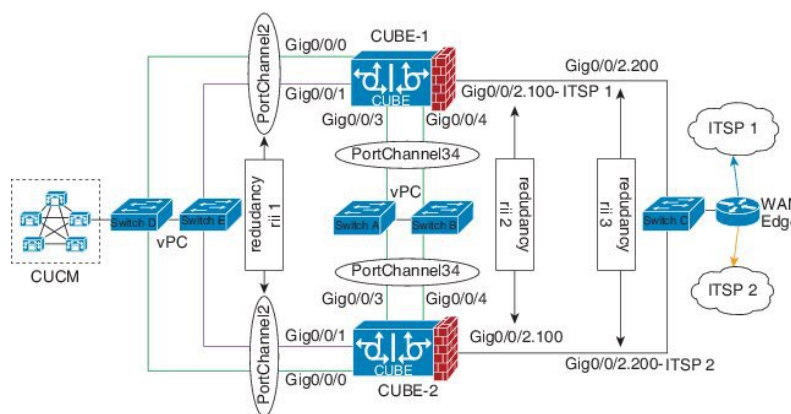 CUBE-1
PortChannel2
Gig0/0/0
Gig0/0/1
CUBE
Gig0/0/3
Gig0/0/4
Gig0/0/2.200
Gig0/0/2.100-ITSP 1
PortChannel34
vPC
redudancy
rii 1
redudancy
rii 2
redudancy
rii 3
ITSP 1
CUCM
Switch D
Switch E
vPC
Switch A
Switch B
Switch C
WAN
Edge
PortChannel34
ITSP 2
Gig0/0/3
Gig0/0/4
PortChannel2
Gig0/0/1
Gig0/0/0
CUBE
CUBE-2
Gig0/0/2.100
Gig0/0/2.200-ITSP 2